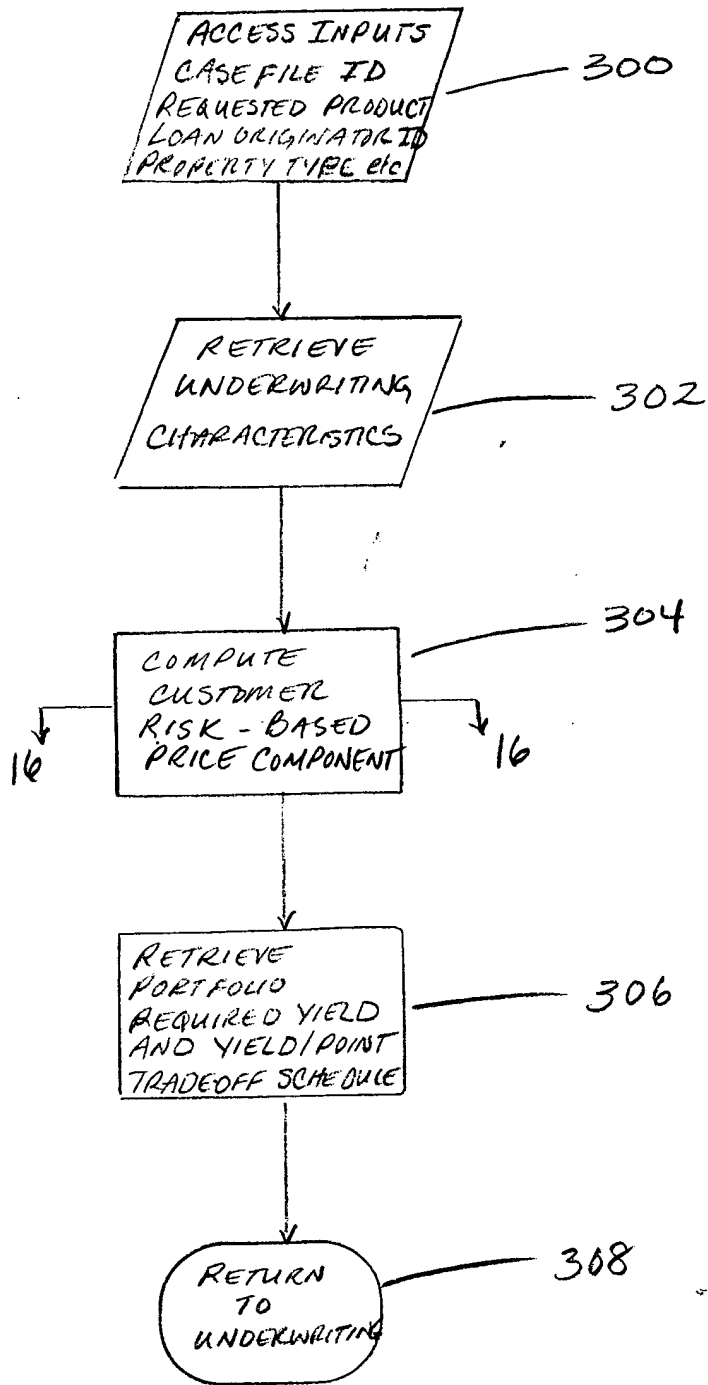 ACCESS INPUTS
CASE FILE ID
REQUESTED PRODUCT
LOAN ORIGINATOR ID
PROPERTY TYPE etc
300
RETRIEVE
UNDERWRITING
CHARACTERISTICS
302
304
COMPUTE
CUSTOMER
RISK - BASED
PRICE COMPONENT
16
16
RETRIEVE
PORTFOLIO
REQUIRED YIELD
AND YIELD/POINT
TRADEOFF SCHEDULE
306
RETURN
TO
UNDERWRITING
308